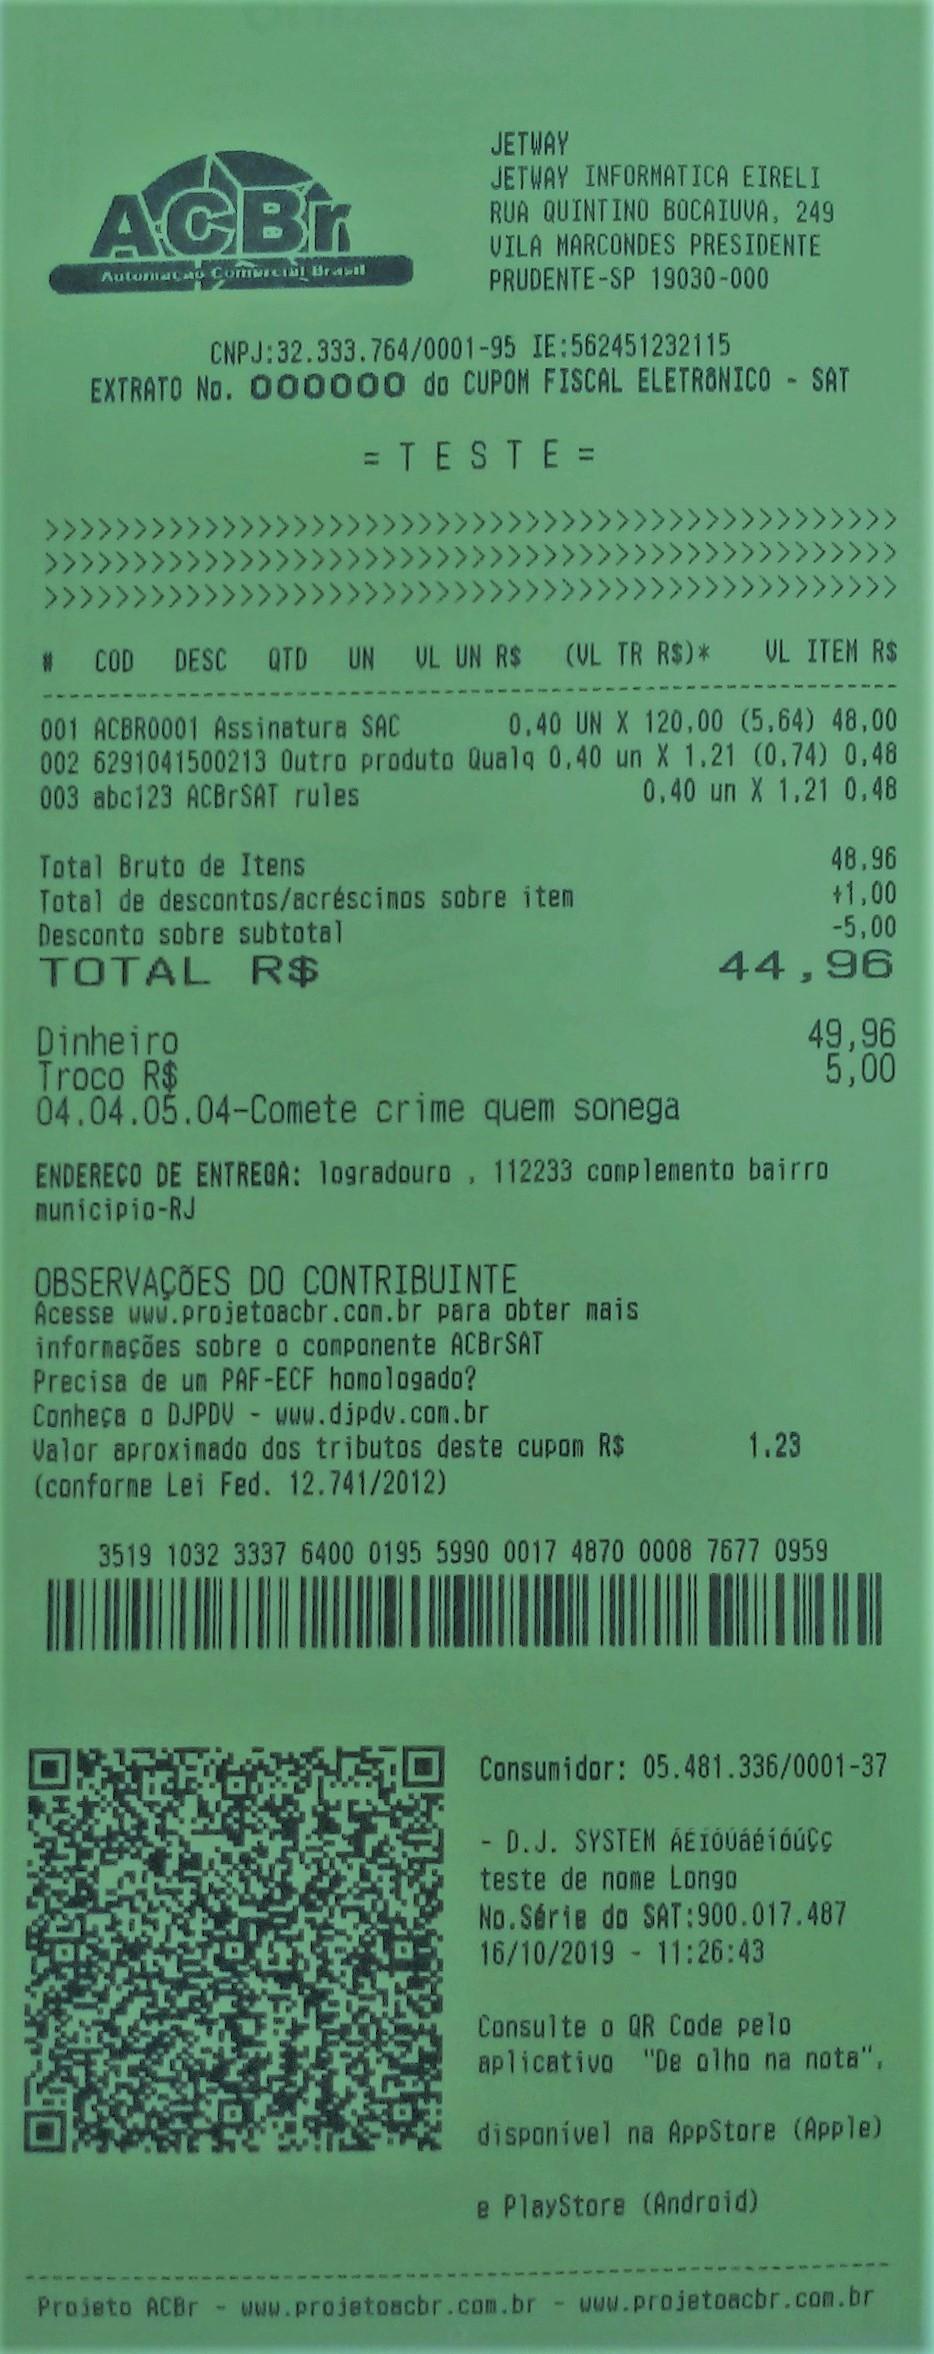 ACBr
Automação Comercial Brasil
JETWAY
JETWAY INFORMATICA EIRELI
RUA QUINTINO BOCAIUVA, 249
VILA MARCONDES PRESIDENTE
PRUDENTE-SP 19030-000
CNPJ:32.333.764/0001-95 IE:562451232115
EXTRATO No. 000000 do CUPOM FISCAL ELETRÔNICO - SAT
= T E S T E =
>>>>>>>>>>>>>>>>>>>>>>>>>>>>>>>>>>>>>>>>>>>>>>>>
>>>>>>>>>>>>>>>>>>>>>>>>>>>>>>>>>>>>>>>>>>>>>>>>
>>>>>>>>>>>>>>>>>>>>>>>>>>>>>>>>>>>>>>>>>>>>>>>>
# COD DESC QTD UN VL UN R$ (VL TR R$)* VL ITEM R$
----------------------------------------------------------------
001 ACBR0001 Assinatura SAC 0,40 UN X 120,00 (5,64) 48,00
002 6291041500213 Outro produto Qualq 0,40 un X 1,21 (0,74) 0,48
003 abc123 ACBrSAT rules 0,40 un X 1,21 0,48
Total Bruto de Itens 48,96
Total de descontos/acréscimos sobre item +1,00
Desconto sobre subtotal -5,00
TOTAL R$ 44,96
Dinheiro 49,96
Troco R$ 5,00
04.04.05.04-Comete crime quem sonega
ENDERECO DE ENTREGA: logradouro , 112233 complemento bairro
municipio-RJ
OBSERVAÇÕES DO CONTRIBUINTE
Acesse www.projetoacbr.com.br para obter mais
informações sobre o componente ACBrSAT
Precisa de um PAF-ECF homologado?
Conheça o DJPDV - www.djpdv.com.br
Valor aproximado dos tributos deste cupom R$ 1.23
(conforme Lei Fed. 12.741/2012)
3519 1032 3337 6400 0195 5990 0017 4870 0008 7677 0959
Consumidor: 05.481.336/0001-37
- D.J. SYSTEM ÁÉÍÓÚáéíóúÇç
teste de nome Longo
No.Série do SAT:900.017.487
16/10/2019 - 11:26:43
Consulte o QR Code pelo
aplicativo "De olho na nota",
disponível na AppStore (Apple)
e PlayStore (Android)
----------------------------------------------------------------
Projeto ACBr - www.projetoacbr.com.br - www.projetoacbr.com.br